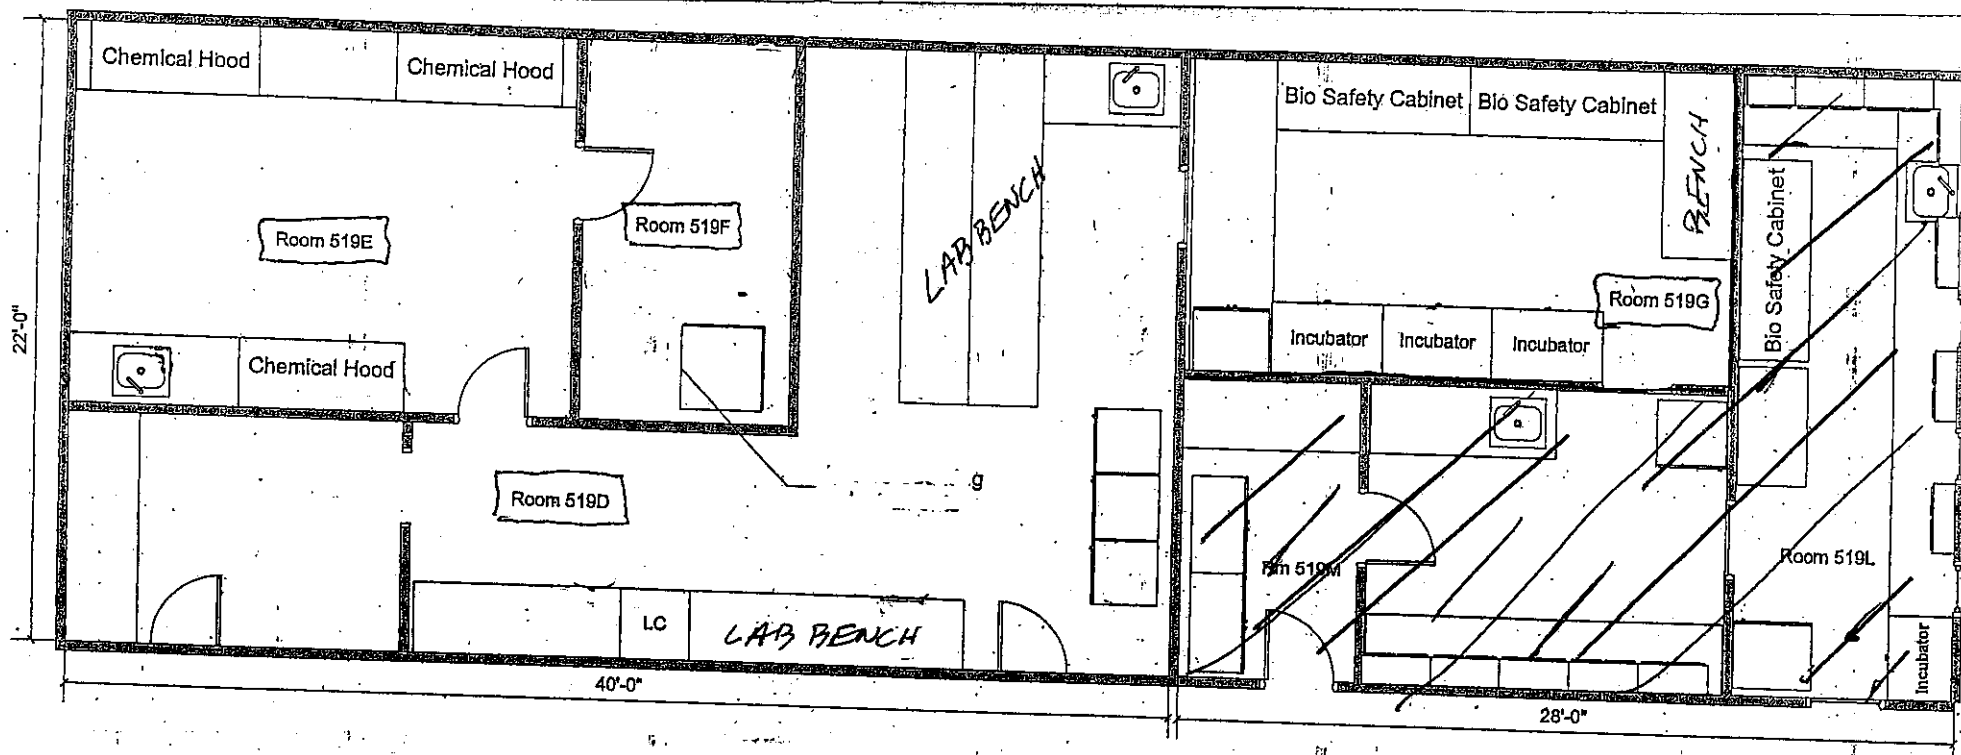 Chemical Hood
Chemical Hood
Bio Safety Cabinet
Bio Safety Cabinet
BENCH
Bio Safety Cabinet
Room 519E
Room 519F
LAB BENCH
Room 519G
22'-0"
Chemical Hood
Incubator
Incubator
Incubator
Room 519D
g
Rm 519M
Room 519L
LC
LAB BENCH
Incubator
40'-0"
28'-0"